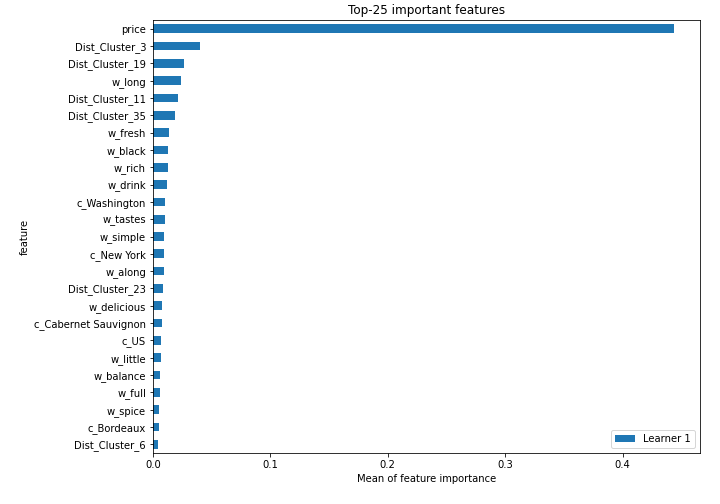 Top-25 important features
price
Dist_Cluster_3
Dist_Cluster_19
w_long
Dist_Cluster_11
Dist_Cluster_35
w_fresh
w_black
w_rich
w_drink
c_Washington
w_tastes
w_simple
c_New York
w_along
Dist_Cluster_23
w_delicious
c_Cabernet Sauvignon
c_US
w_little
w_balance
w_full
w_spice
c_Bordeaux
Dist_Cluster_6
feature
Learner 1
0.0 0.1 0.2 0.3 0.4
Mean of feature importance